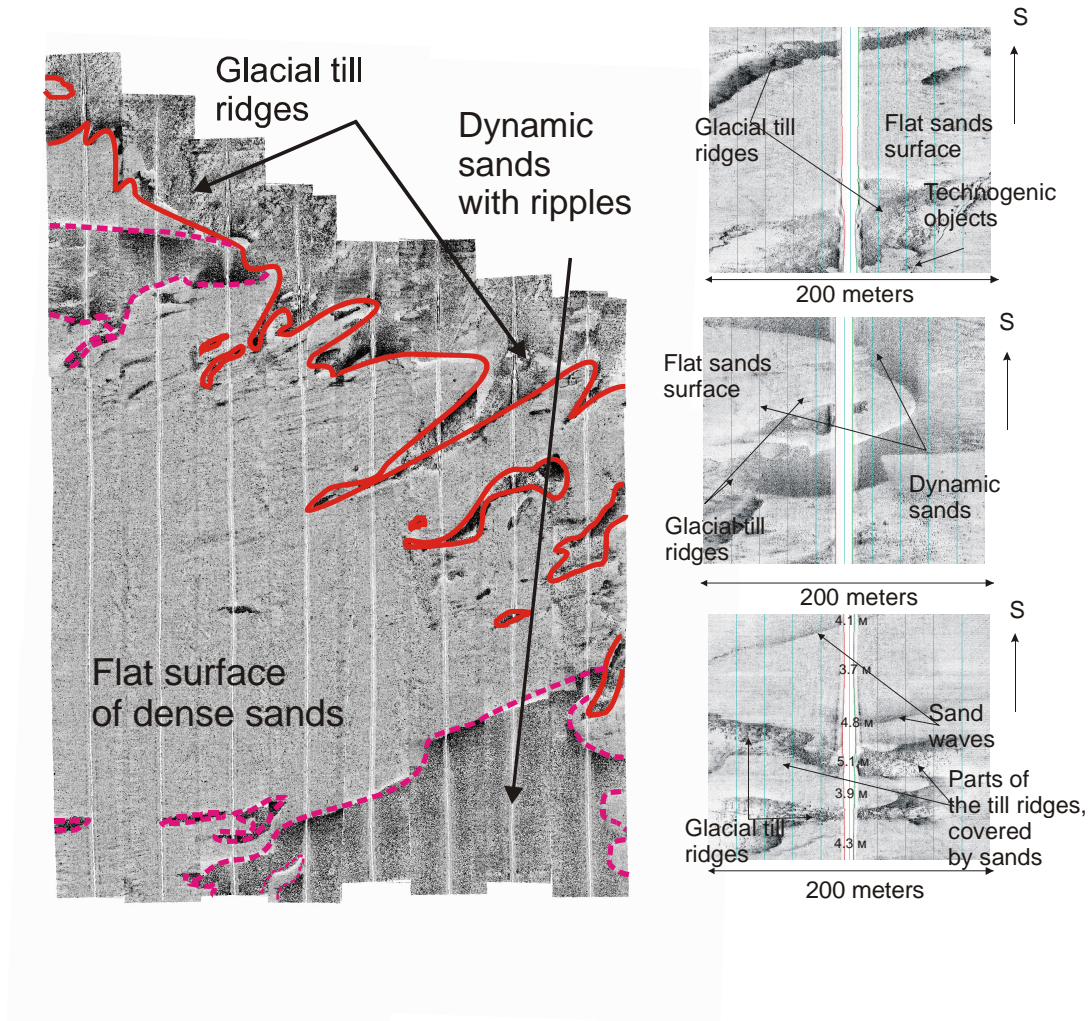 Glacial till
ridges
Dynamic
sands
with ripples
Flat surface
of dense sands
S
Glacial till
ridges
Flat sands
surface
Technogenic
objects
200 meters
S
Flat sands
surface
Dynamic
sands
Glacial till
ridges
200 meters
S
4.1 м
3.7 м
4.8 м
Sand
waves
5.1 м
3.9 м
Parts of
the till ridges,
covered
by sands
Glacial till
ridges
4.3 м
200 meters